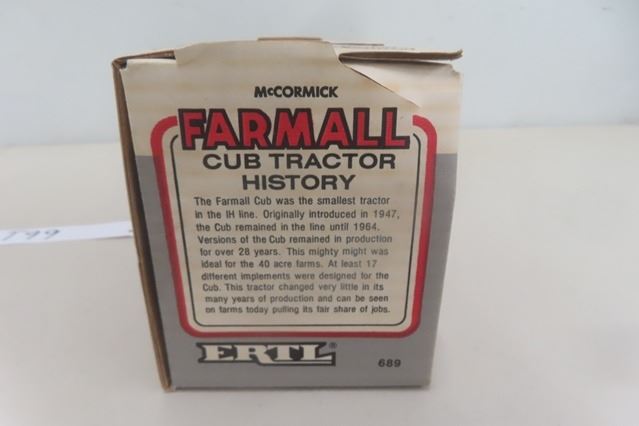 McCORMICK
FARMALL
CUB TRACTOR
HISTORY
The Farmall Cub was the smallest tractor
in the IH line. Originally introduced in 1947,
the Cub remained in the line until 1964.
Versions of the Cub remained in production
for over 28 years. This mighty might was
ideal for the 40 acre farms. At least 17
different implements were designed for the
Cub. This tractor changed very little in its
many years of production and can be seen
on farms today pulling its fair share of jobs.
ERTL®
689
199